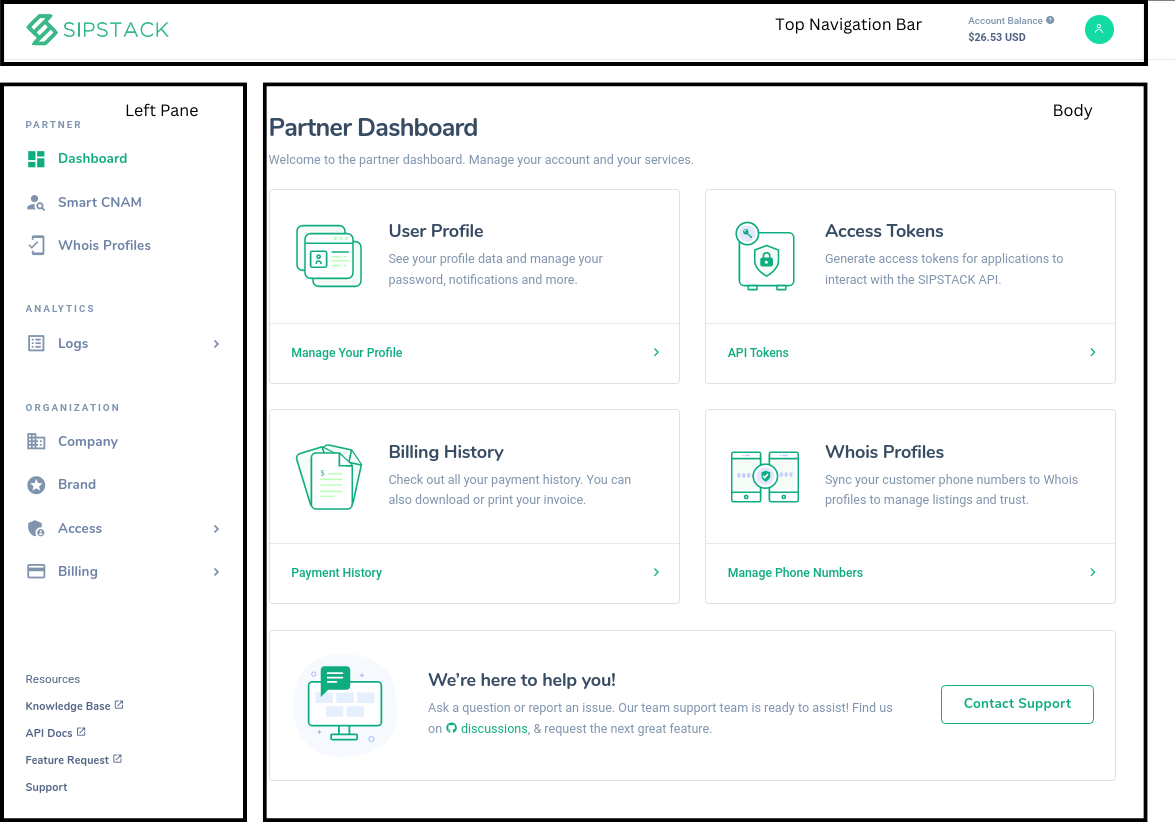 SIPSTACK
Top Navigation Bar
Account Balance
$26.53 USD
Left Pane
PARTNER
Dashboard
Smart CNAM
Whois Profiles
ANALYTICS
Logs
ORGANIZATION
Company
Brand
Access
Billing
Resources
Knowledge Base
API Docs
Feature Request
Support
Body
Partner Dashboard
Welcome to the partner dashboard. Manage your account and your services.
User Profile
See your profile data and manage your
password, notifications and more.
Manage Your Profile
Access Tokens
Generate access tokens for applications to
interact with the SIPSTACK API.
API Tokens
Billing History
Check out all your payment history. You can
also download or print your invoice.
Payment History
Whois Profiles
Sync your customer phone numbers to Whois
profiles to manage listings and trust.
Manage Phone Numbers
We’re here to help you!
Ask a question or report an issue. Our team support team is ready to assist! Find us
on discussions, & request the next great feature.
Contact Support